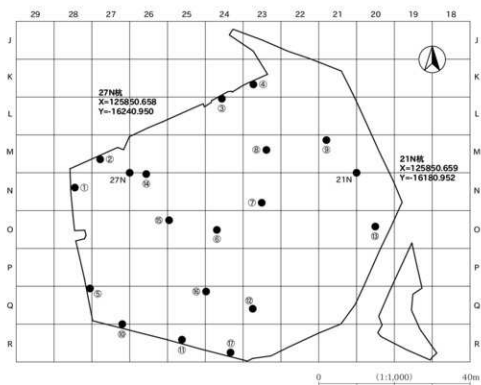 29 28 27 26 25 24 23 22 21 20 19 18
J J
K K
④
27N杭
X=125850.658
Y=-16240.950
③
L L
⑨
M ⑧ M
②
21N杭
X=125850.659
Y=-16180.952
27N ⑭ 21N
N ① N
⑦
⑮
O ⑥ ⑬ O
P P
⑤ ⑯
Q ⑫ Q
⑩
R ⑪ ⑰ R
0 (1:1,000) 40m